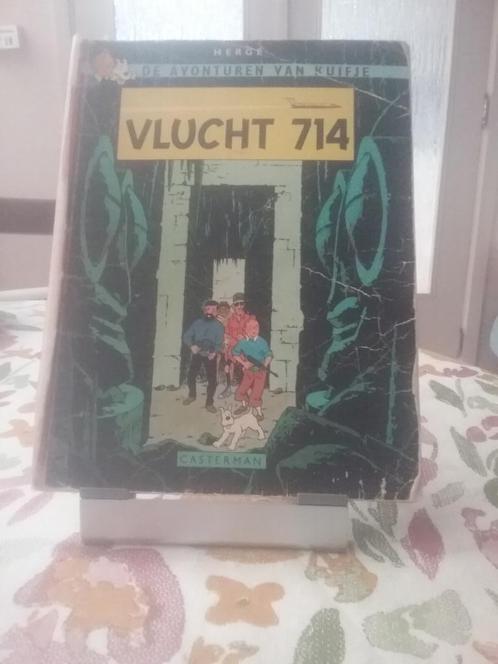 HERGÉ
DE AVONTUREN VAN KUIFJE
VLUCHT 714
CASTERMAN